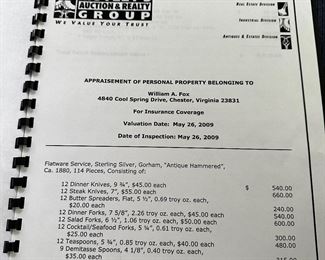 AUCTION & REALTY
GROUP
WE VALUE YOUR TRUST
REAL ESTATE DIVISION
INDUSTRIAL DIVISION
ANTIQUES & ESTATES DIVISION
APPRAISEMENT OF PERSONAL PROPERTY BELONGING TO
William A. Fox
4840 Cool Spring Drive, Chester, Virginia 23831
For Insurance Coverage
Valuation Date: May 26, 2009
Date of Inspection: May 26, 2009
Flatware Service, Sterling Silver, Gorham, "Antique Hammered",
Ca. 1880, 114 Pieces, Consisting of:
12 Dinner Knives, 9 ¾", $45.00 each $ 540.00
12 Steak Knives, 7", $55.00 each 660.00
12 Butter Spreaders, Flat, 5 ½", 0.69 troy oz. each,
$20.00 each 240.00
12 Dinner Forks, 7 5/8", 2.26 troy oz. each, $45.00 each 540.00
12 Salad Forks, 6 ½", 1.06 troy oz. each, $50.00 each 600.00
12 Cocktail/Seafood Forks, 5 ½", 0.61 troy oz. each,
$25.00 each 300.00
12 Teaspoons, 5 ¾", 0.85 troy oz. each, $40.00 each 480.00
9 Demitasse Spoons, 4 1/8", 0.40 troy oz. each,
$35.00 each 315.00